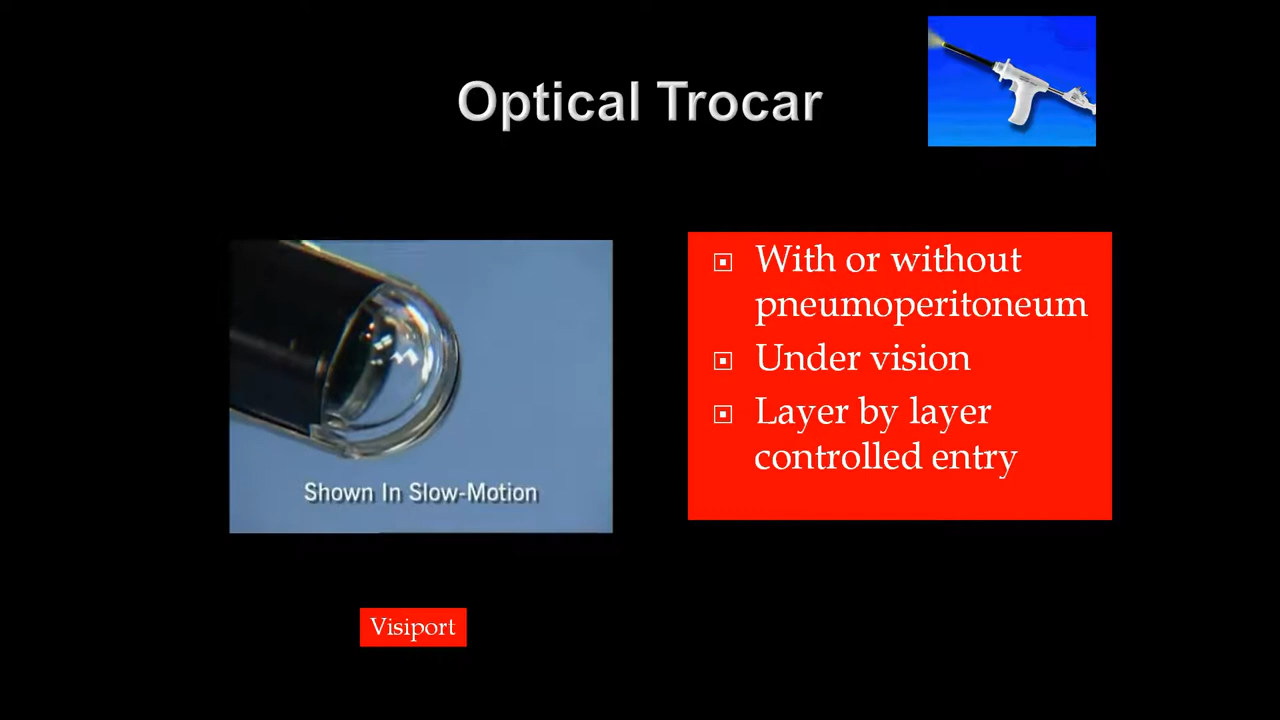 Optical Trocar
With or without
pneumoperitoneum
Under vision
Layer by layer
controlled entry
Shown In Slow-Motion
Visiport